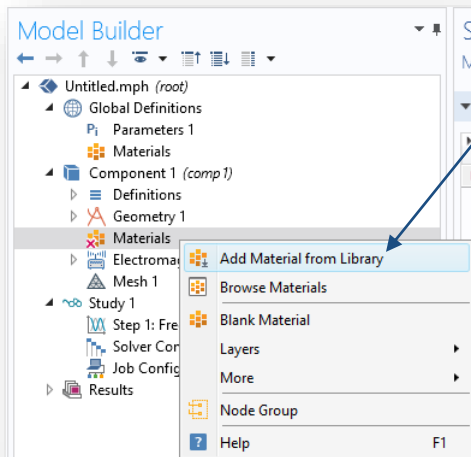 Model Builder
Untitled.mph (root)
Global Definitions
Pi Parameters 1
Materials
Component 1 (comp1)
Definitions
Geometry 1
Materials
Electromag
Mesh 1
Study 1
Step 1: Fre
Solver Con
Job Config
Results
Add Material from Library
Browse Materials
Blank Material
Layers
More
Node Group
? Help F1
S
M